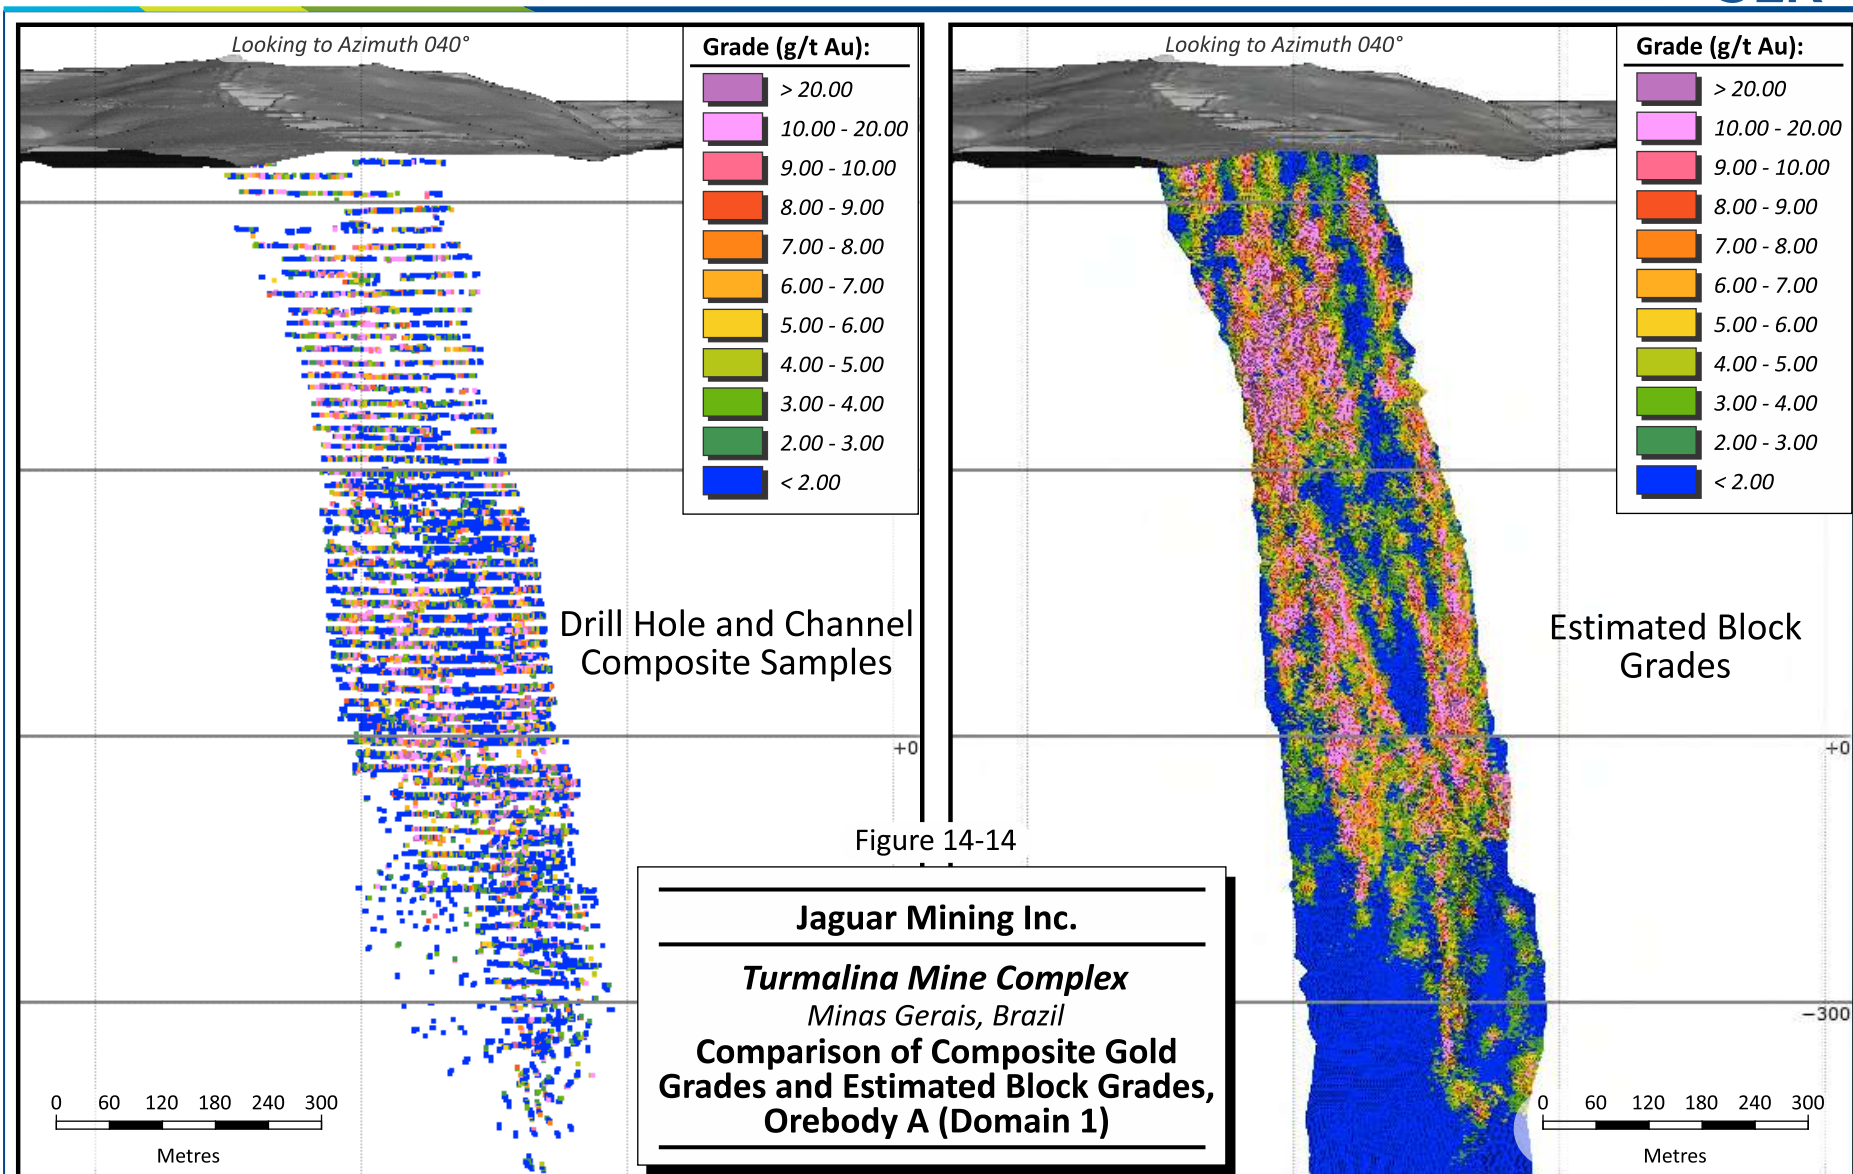 Looking to Azimuth 040°
Grade (g/t Au):
> 20.00
10.00 - 20.00
9.00 - 10.00
8.00 - 9.00
7.00 - 8.00
6.00 - 7.00
5.00 - 6.00
4.00 - 5.00
3.00 - 4.00
2.00 - 3.00
< 2.00
Drill Hole and Channel
Composite Samples
+0
0 60 120 180 240 300
Metres
Looking to Azimuth 040°
Grade (g/t Au):
> 20.00
10.00 - 20.00
9.00 - 10.00
8.00 - 9.00
7.00 - 8.00
6.00 - 7.00
5.00 - 6.00
4.00 - 5.00
3.00 - 4.00
2.00 - 3.00
< 2.00
Estimated Block
Grades
+0
-300
0 60 120 180 240 300
Metres
Figure 14-14
Jaguar Mining Inc.
Turmalina Mine Complex
Minas Gerais, Brazil
Comparison of Composite Gold
Grades and Estimated Block Grades,
Orebody A (Domain 1)